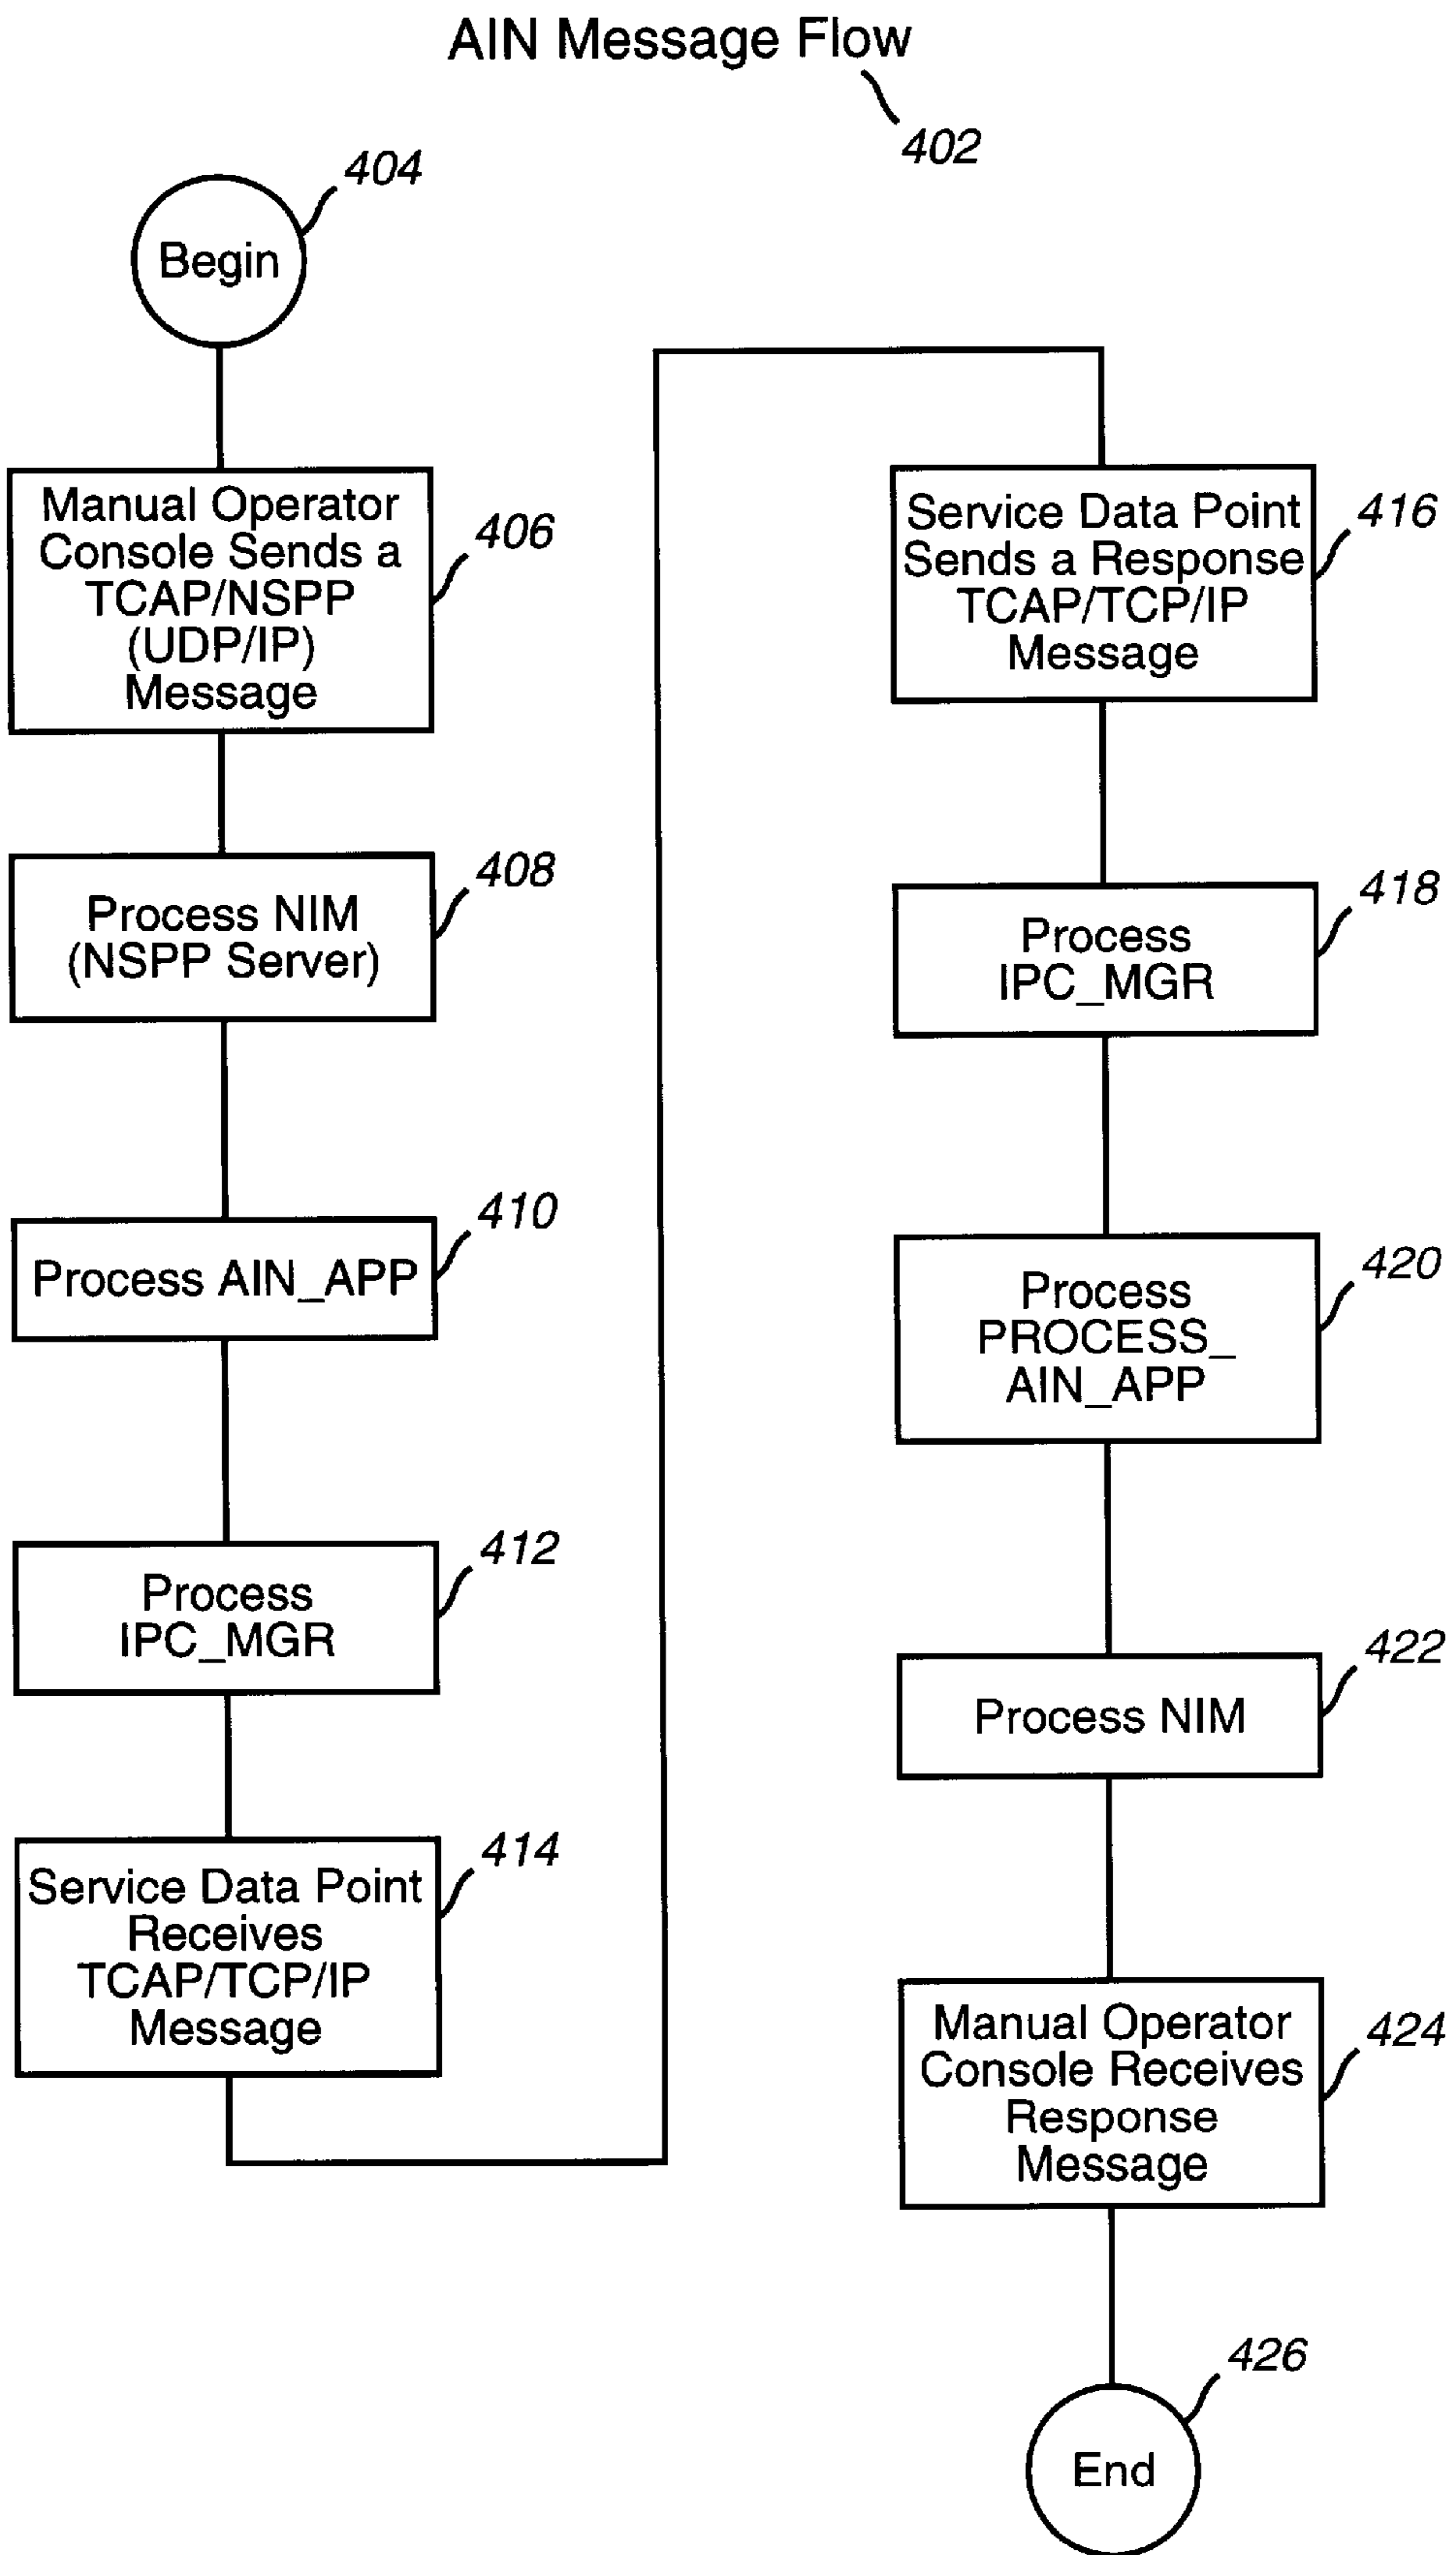 AIN Message Flow
402
404
Begin
Manual Operator
Console Sends a
TCAP/NSPP
(UDP/IP)
Message
406
Process NIM
(NSPP Server)
408
Process AIN_APP
410
Process
IPC_MGR
412
Service Data Point
Receives
TCAP/TCP/IP
Message
414
Service Data Point
Sends a Response
TCAP/TCP/IP
Message
416
Process
IPC_MGR
418
Process
PROCESS_
AIN_APP
420
Process NIM
422
Manual Operator
Console Receives
Response
Message
424
426
End